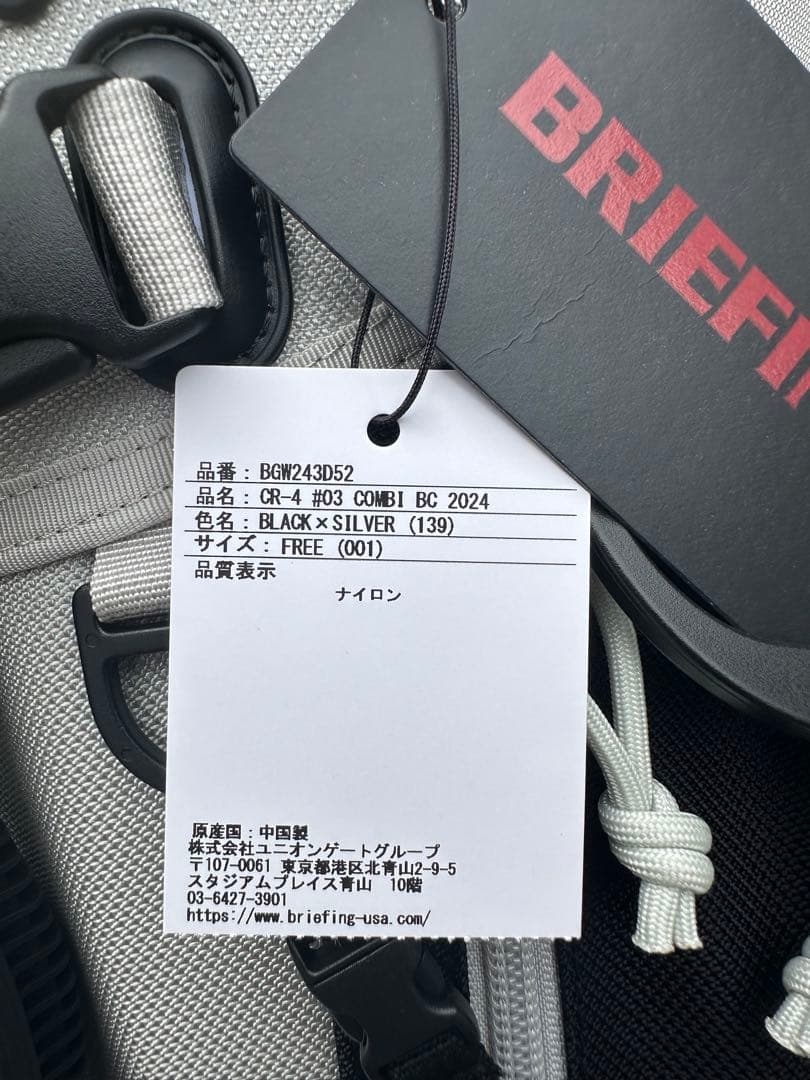 BRIEFIN
品番：BGW243D52
品名：CR-4 #03 COMBI BC 2024
色名：BLACK×SILVER (139)
サイズ：FREE (001)
品質表示
ナイロン
原産国：中国製
株式会社ユニオンゲートグループ
〒107-0061 東京都港区北青山2-9-5
スタジアムプレイス青山　10階
03-6427-3901
https://www.briefing-usa.com/